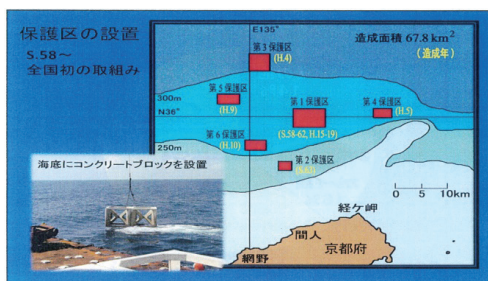 保護区の設置
S.58～
全国初の取組み
E135°
造成面積 67.8 km²
（造成年）
第3保護区
(H.4)
第5保護区
(H.9)
第1保護区
(S.58-62, H.15-19)
第4保護区
(H.5)
300m
N36°
第6保護区
(H.10)
250m
第2保護区
海底にコンクリートブロックを設置
0 5 10km
経ケ岬
間人
京都府
網野